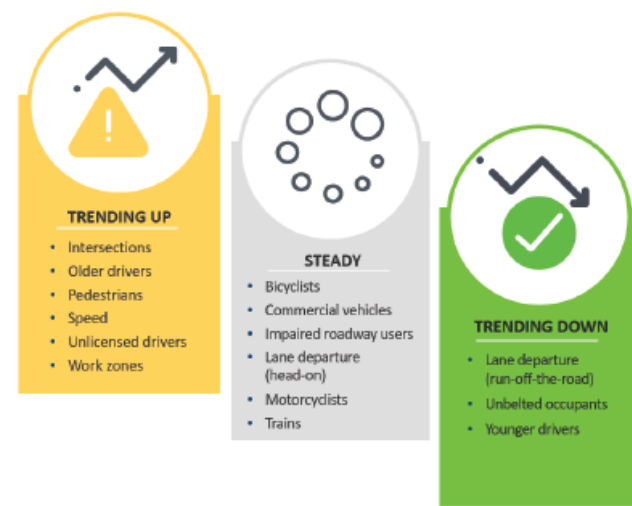 TRENDING UP
• Intersections
• Older drivers
• Pedestrians
• Speed
• Unlicensed drivers
• Work zones
STEADY
• Bicyclists
• Commercial vehicles
• Impaired roadway users
• Lane departure
(head-on)
• Motorcyclists
• Trains
TRENDING DOWN
• Lane departure
(run-off-the-road)
• Unbelted occupants
• Younger drivers